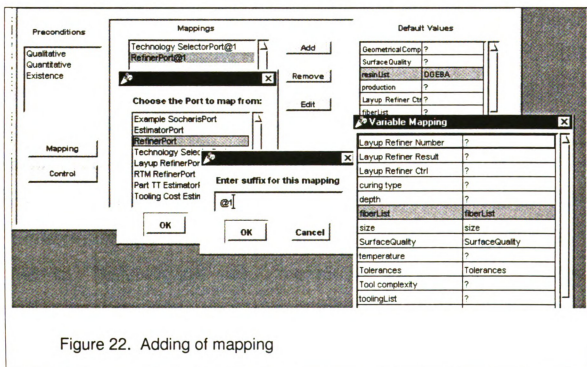 Preconditions
Qualitative
Quantitative
Existence
Mapping
Control
Mappings
Technology SelectorPort@1
RefinerPort@1
Add
Remove
Edit
Default Values
GeometricalComp ?
Surface Quality ?
resinList DGEBA
production ?
Layup Refiner Ctr ?
fiberList ?
Choose the Port to map from:
Example SocharisPort
EstimatorPort
RefinerPort
Technology Selec
Layup RefinerPor
RTM RefinerPort
Part TT Estimator
Tooling Cost Estin
OK
Enter suffix for this mapping
@1
OK
Cancel
Variable Mapping
Layup Refiner Number ?
Layup Refiner Result ?
Layup Refiner Ctrl ?
curing type ?
depth ?
fiberList fiberList
size size
SurfaceQuality SurfaceQuality
temperature ?
Tolerances Tolerances
Tool complexity ?
toolingList ?
Figure 22. Adding of mapping